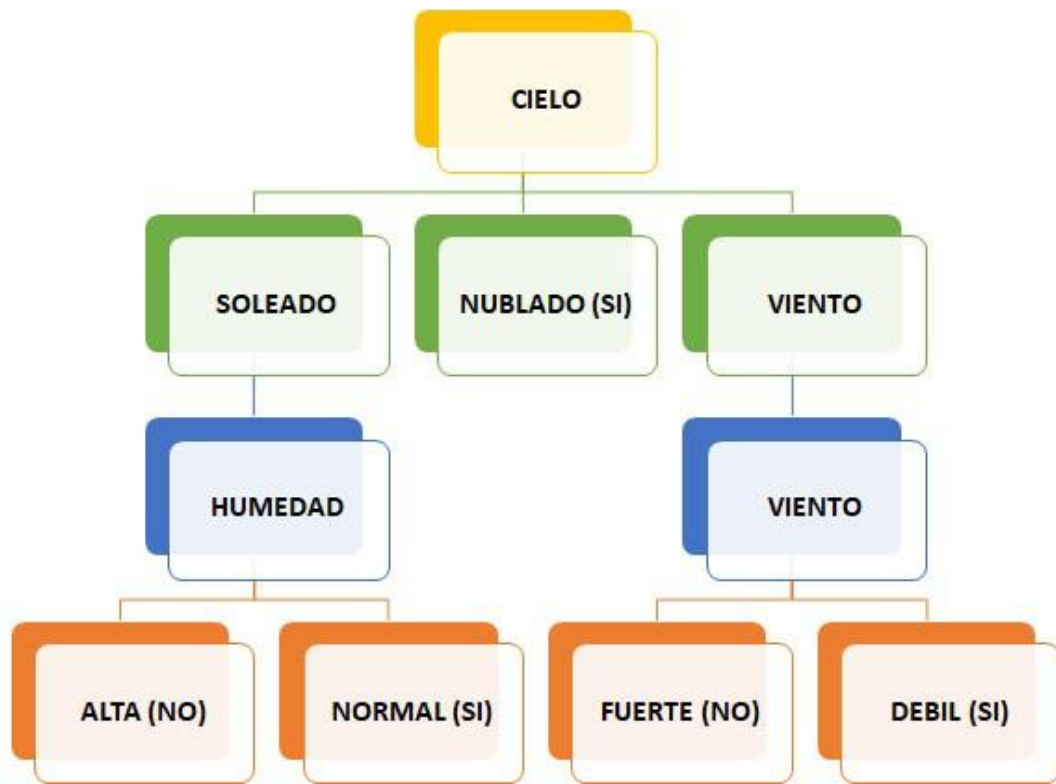 CIELO
SOLEADO
NUBLADO (SI)
VIENTO
HUMEDAD
VIENTO
ALTA (NO)
NORMAL (SI)
FUERTE (NO)
DEBIL (SI)